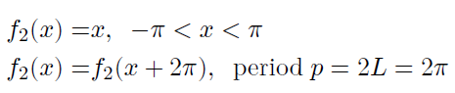 f₂(x) =x, −π < x < π
f₂(x) =f₂(x + 2π), period p = 2L = 2π